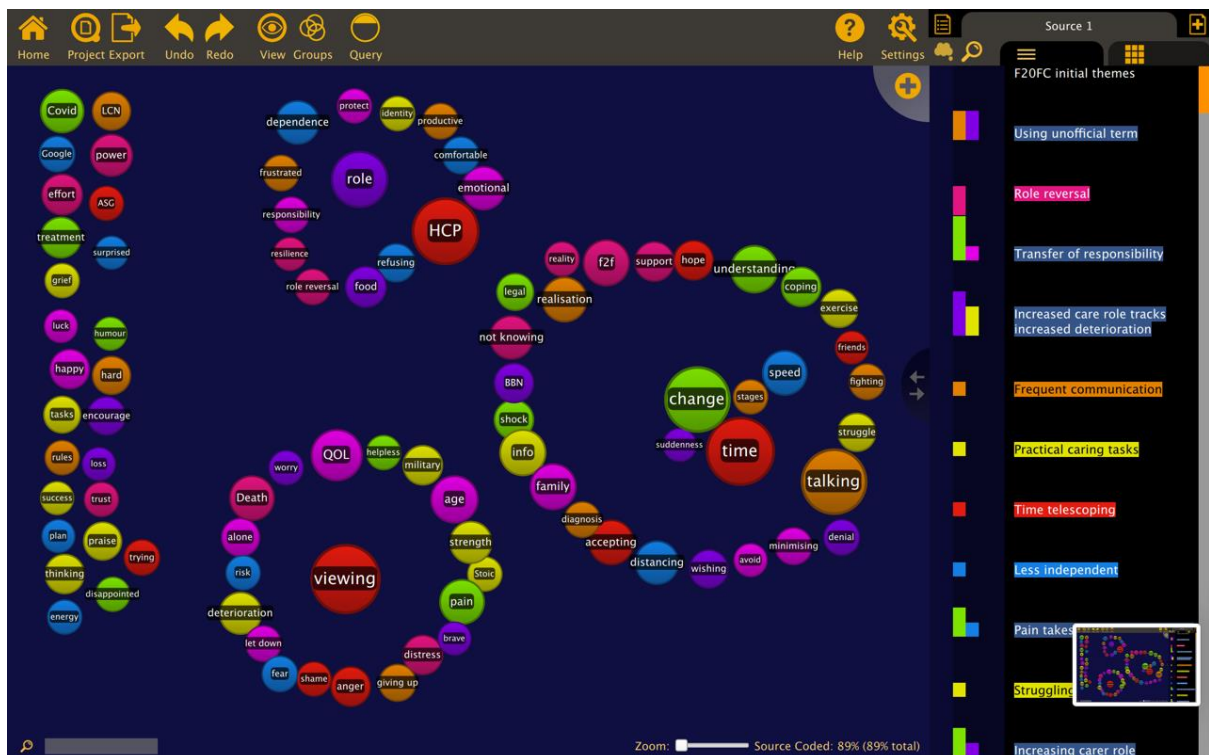 Home
Project
Export
Undo
Redo
View
Groups
Query
Help
Settings
Source 1
Covid
LCN
Google
power
effort
ASG
treatment
surprised
grief
luck
humour
happy
hard
tasks
encourage
rules
loss
success
trust
plan
praise
trying
thinking
disappointed
energy
protect
identity
productive
dependence
comfortable
emotional
frustrated
role
responsibility
HCP
resilience
refusing
role reversal
food
reality
f2f
support
hope
understanding
coping
legal
realisation
exercise
not knowing
friends
BBN
speed
fighting
change
stages
shock
struggle
suddenness
time
info
talking
family
diagnosis
accepting
denial
minimising
distancing
wishing
avoid
QOL
helpless
military
worry
Death
age
alone
strength
risk
Stoic
viewing
deterioration
pain
let down
brave
distress
fear
shame
anger
giving up
F20FC initial themes
Using unofficial term
Role reversal
Transfer of responsibility
Increased care role tracks
increased deterioration
Frequent communication
Practical caring tasks
Time telescoping
Less independent
Pain takes
Struggling
Increasing carer role
Zoom:
Source Coded: 89% (89% total)